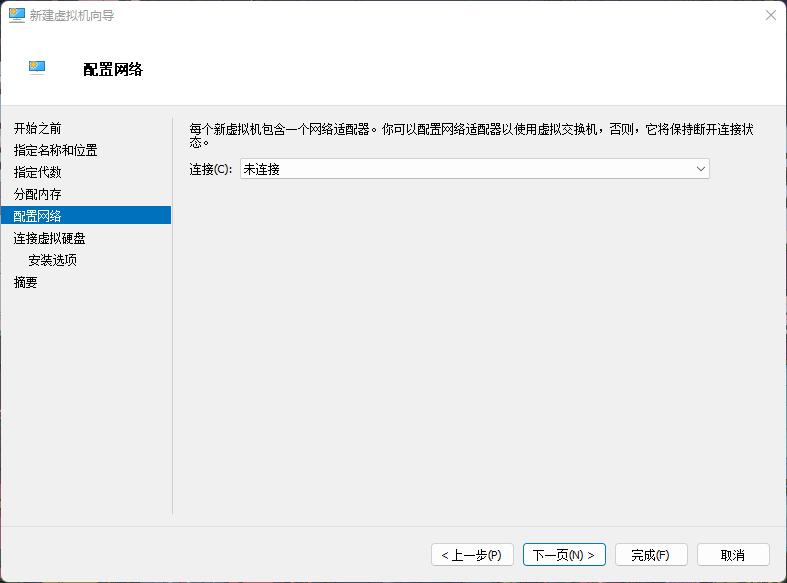 新建虚拟机向导
配置网络
开始之前
指定名称和位置
指定代数
分配内存
配置网络
连接虚拟硬盘
安装选项
摘要
每个新虚拟机包含一个网络适配器。你可以配置网络适配器以使用虚拟交换机，否则，它将保持断开连接状
态。
连接(C): 未连接
< 上一步(P) 下一页(N) > 完成(F) 取消